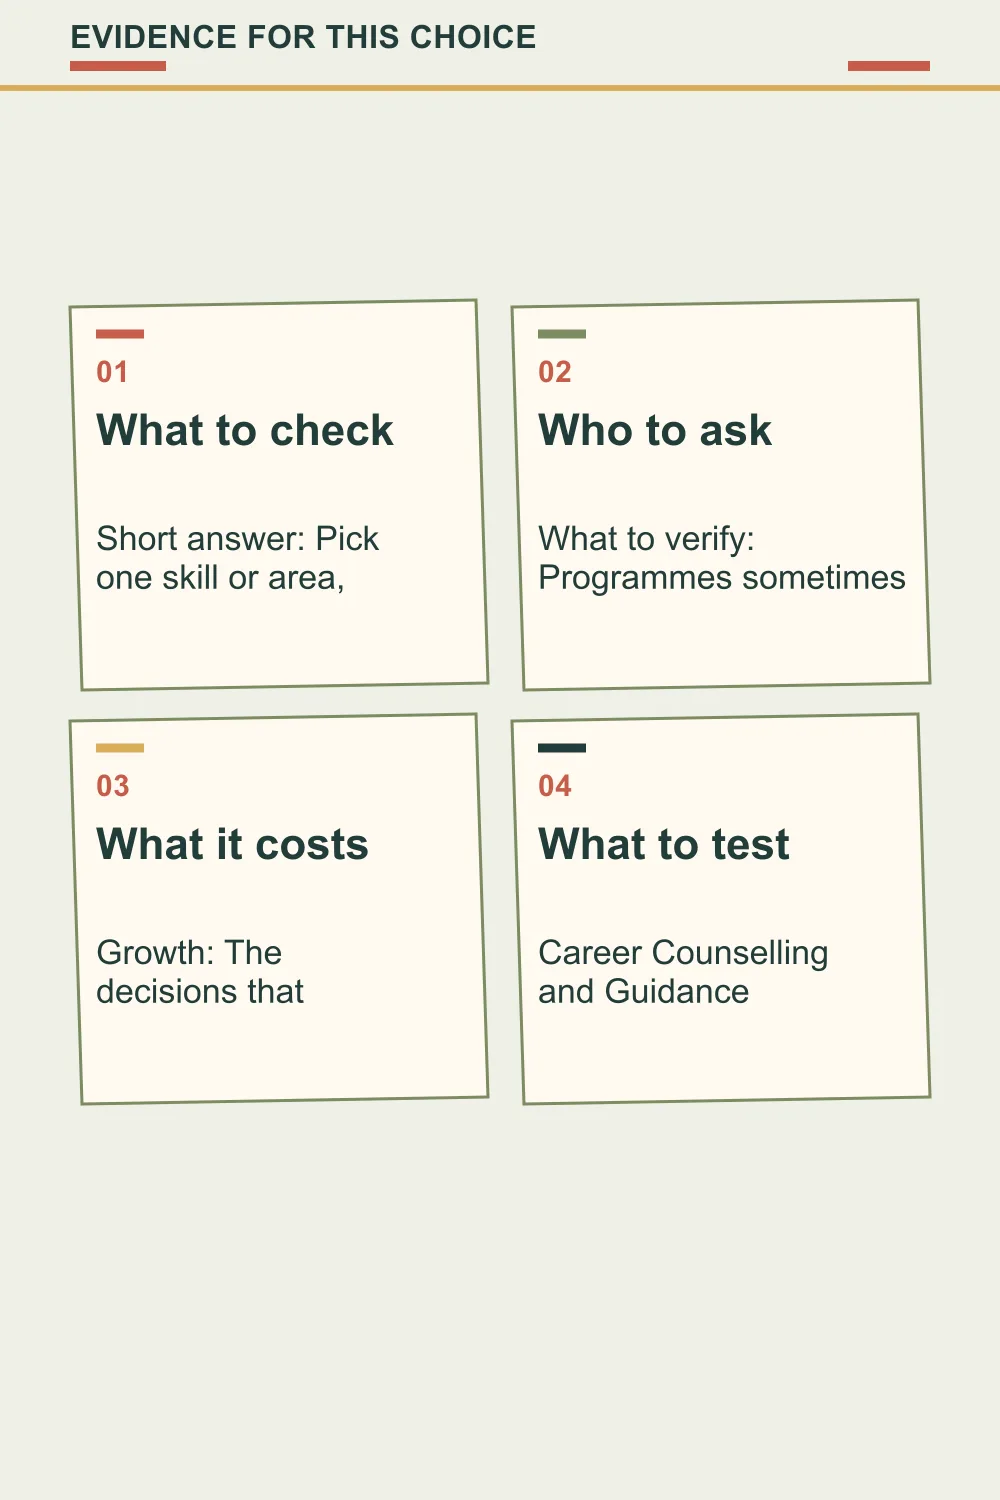 EVIDENCE FOR THIS CHOICE
01
What to check
Short answer: Pick
one skill or area,
02
Who to ask
What to verify:
Programmes sometimes
03
What it costs
Growth: The
decisions that
04
What to test
Career Counselling
and Guidance